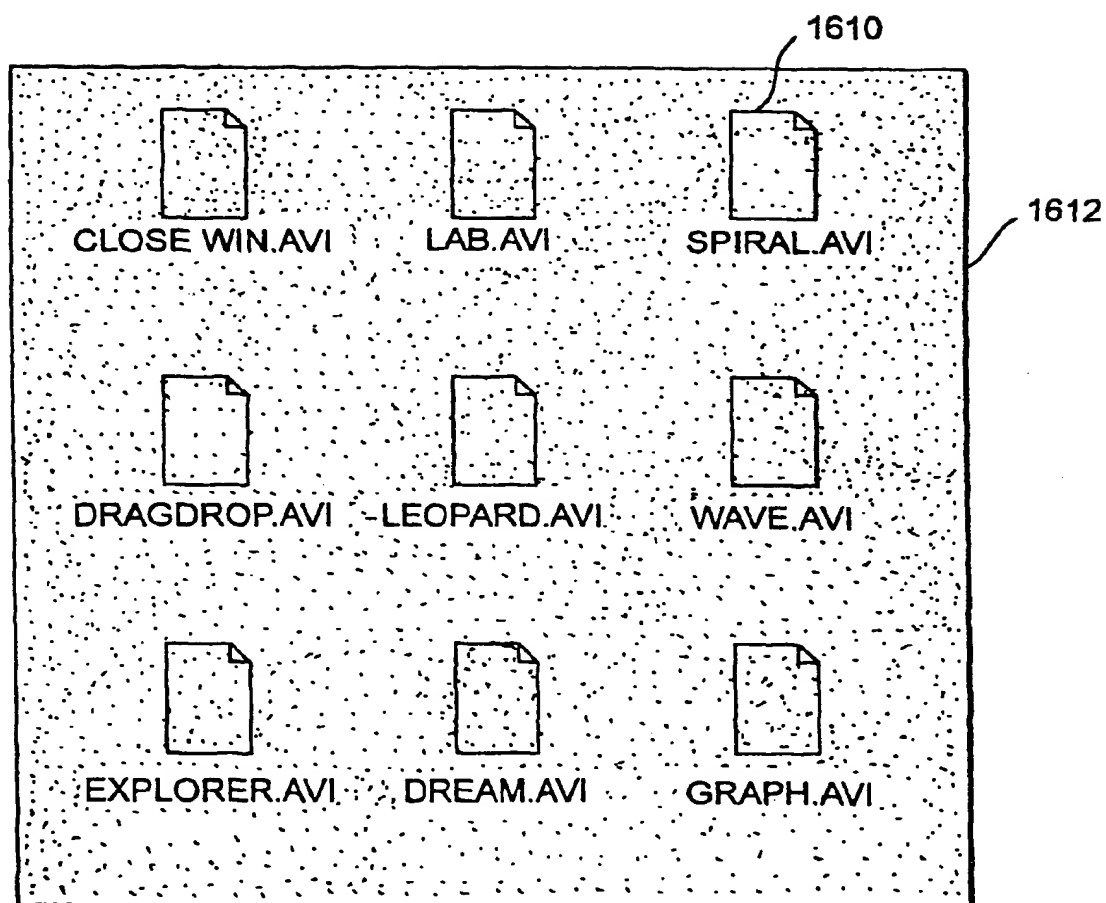 1610
1612
CLOSE WIN.AVI LAB.AVI SPIRAL.AVI
DRAGDROP.AVI LEOPARD.AVI WAVE.AVI
EXPLORER.AVI DREAM.AVI GRAPH.AVI